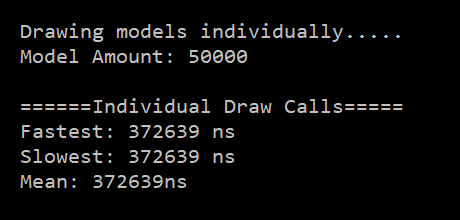 Drawing models individually.....
Model Amount: 50000
======Individual Draw Calls=====
Fastest: 372639 ns
Slowest: 372639 ns
Mean: 372639ns